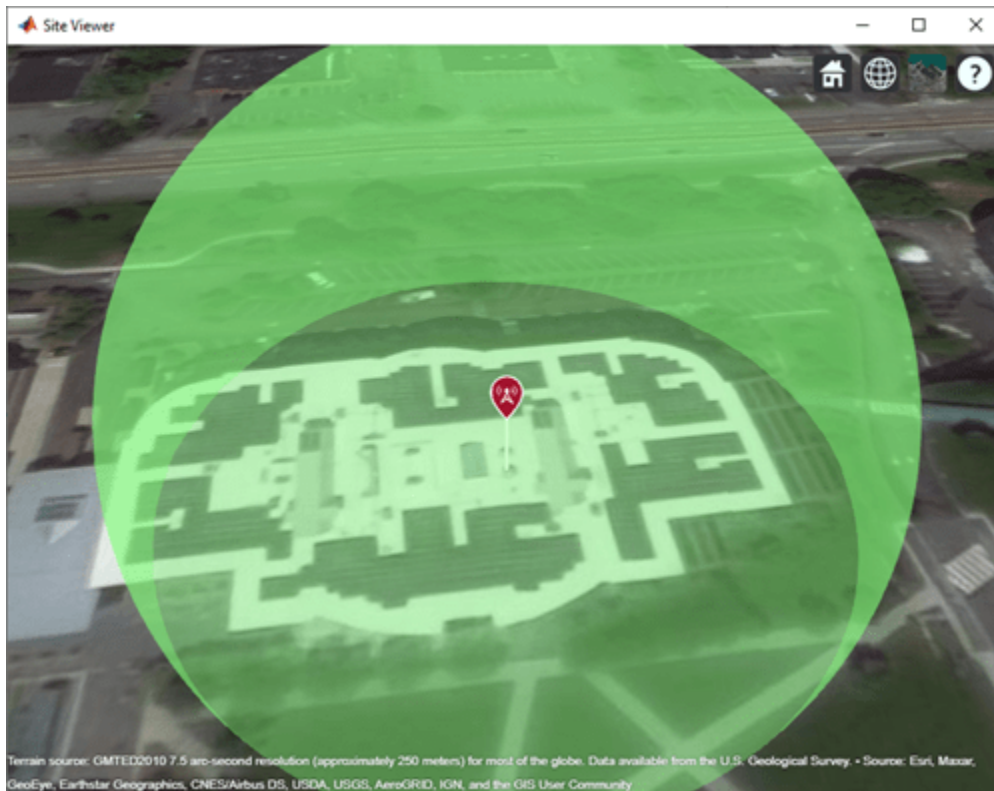 Site Viewer
?
Terrain source: GMTED2010 7.5 arc-second resolution (approximately 250 meters) for most of the globe. Data available from the U.S. Geological Survey. • Source: Esri, Maxar,
GeoEye, Earthstar Geographics, CNES/Airbus DS, USDA, USGS, AeroGRID, IGN, and the GIS User Community